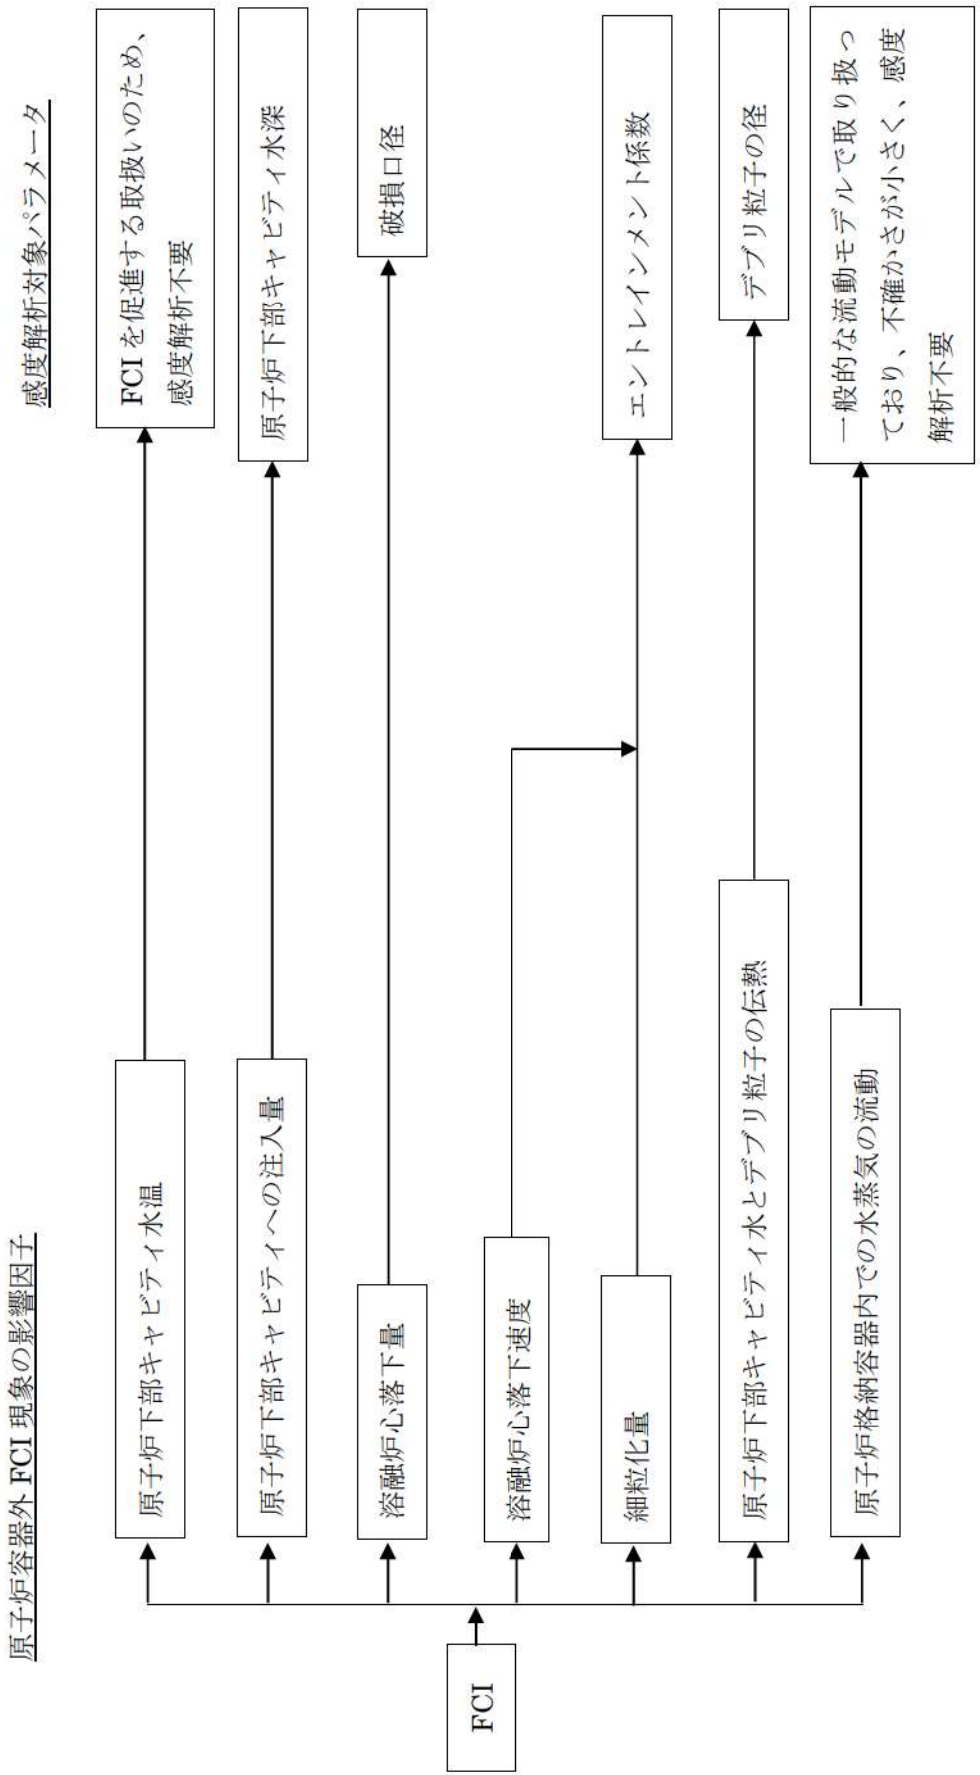 原子炉容器外 FCI 現象の影響因子
感度解析対象パラメータ
FCI
原子炉下部キャビティ水温
FCI を促進する取扱いのため、
感度解析不要
原子炉下部キャビティへの注入量
原子炉下部キャビティ水深
溶融炉心落下量
破損口径
溶融炉心落下速度
細粒化量
エントレインメント係数
原子炉下部キャビティ水とデブリ粒子の伝熱
デブリ粒子の径
原子炉格納容器内での水蒸気の流動
一般的な流動モデルで取り扱っ
ており、不確かさが小さく、感度
解析不要